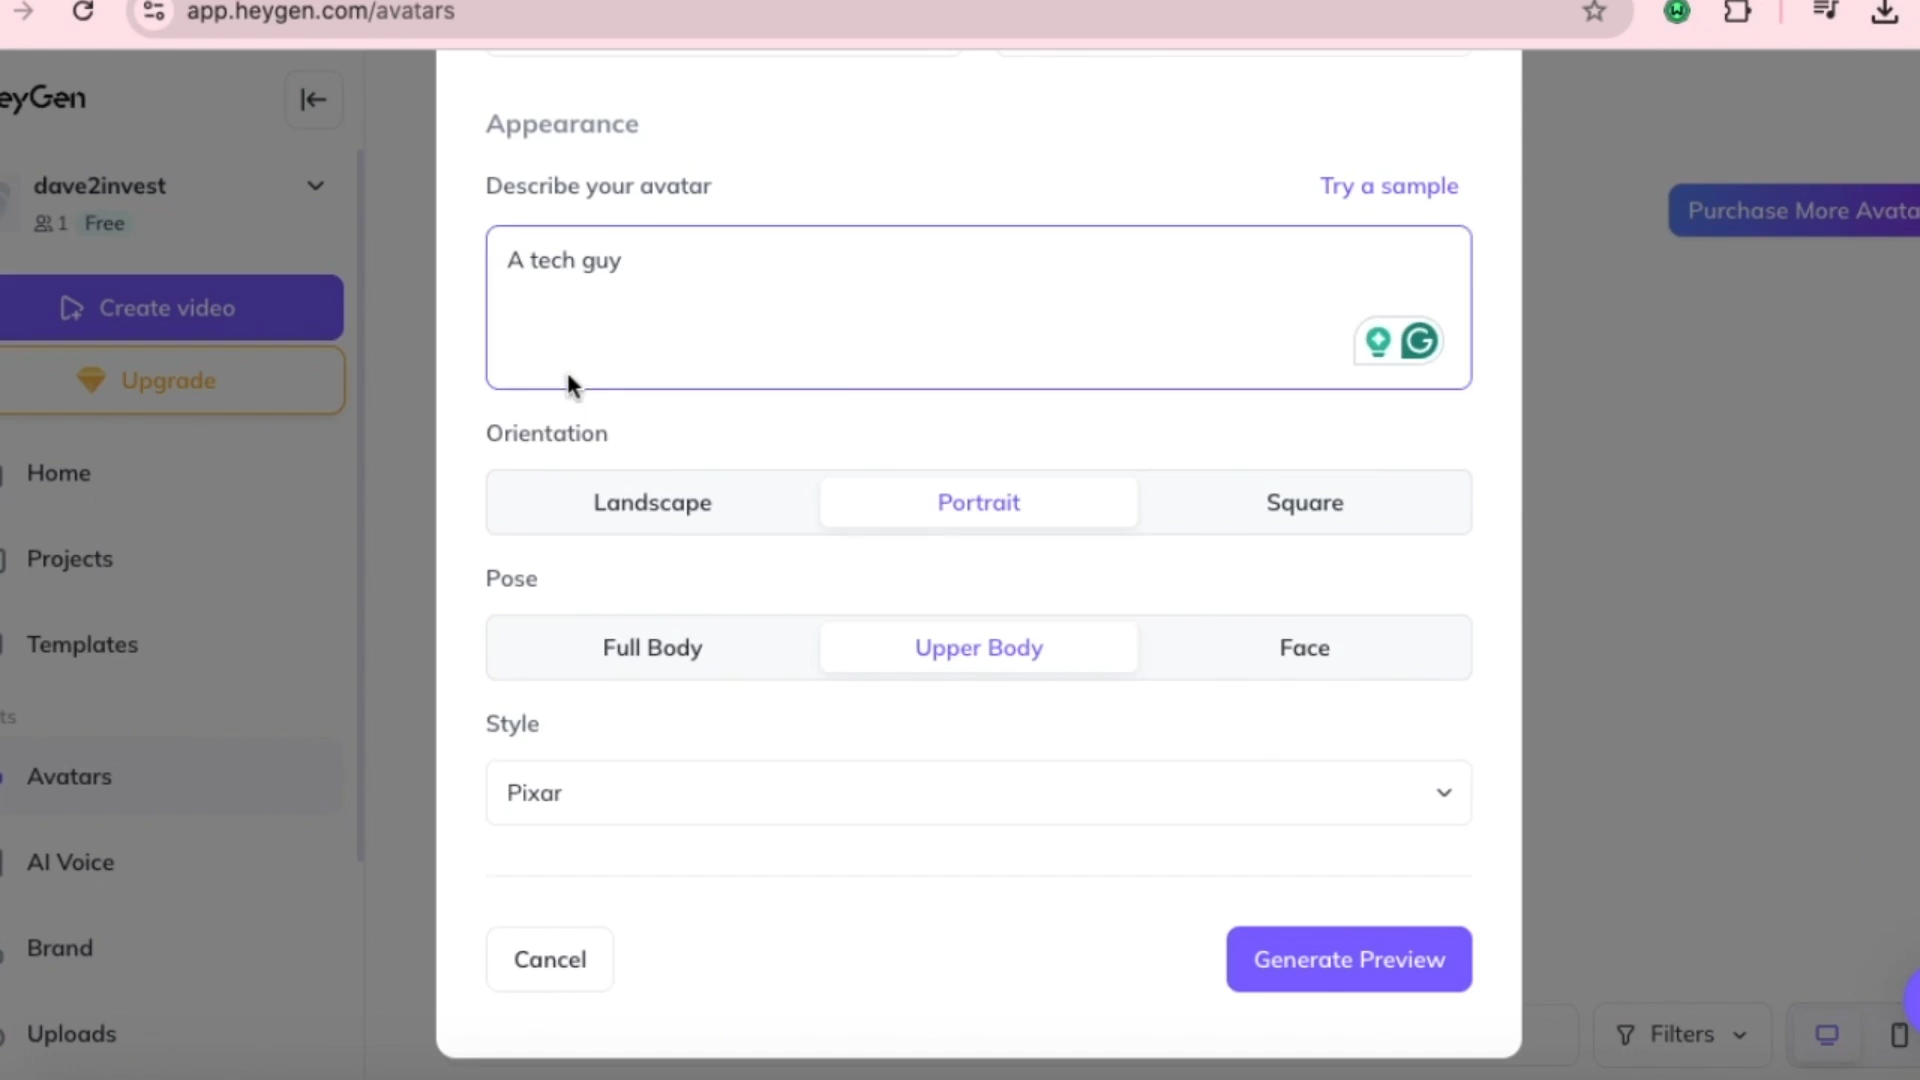 app.heygen.com/avatars
eyGen
dave2invest
1 Free
Create video
Upgrade
Home
Projects
Templates
ts
Avatars
AI Voice
Brand
Uploads
Appearance
Describe your avatar
Try a sample
A tech guy
Orientation
Landscape Portrait Square
Pose
Full Body Upper Body Face
Style
Pixar
Cancel
Generate Preview
Purchase More Avata
Filters